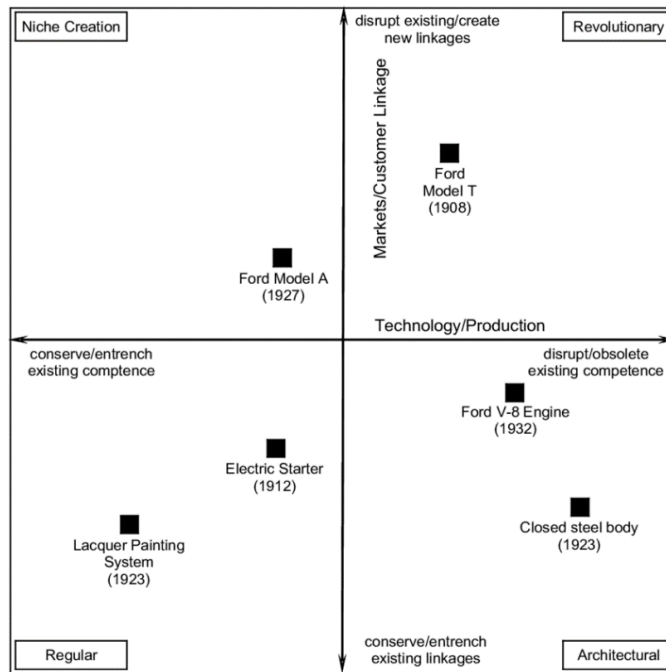 Niche Creation
disrupt existing/create
new linkages
Revolutionary
Markets/Customer Linkage
Ford
Model T
(1908)
Ford Model A
(1927)
Technology/Production
conserve/entrench
existing comptence
disrupt/obsolete
existing competence
Ford V-8 Engine
(1932)
Electric Starter
(1912)
Closed steel body
(1923)
Lacquer Painting
System
(1923)
Regular
conserve/entrench
existing linkages
Architectural